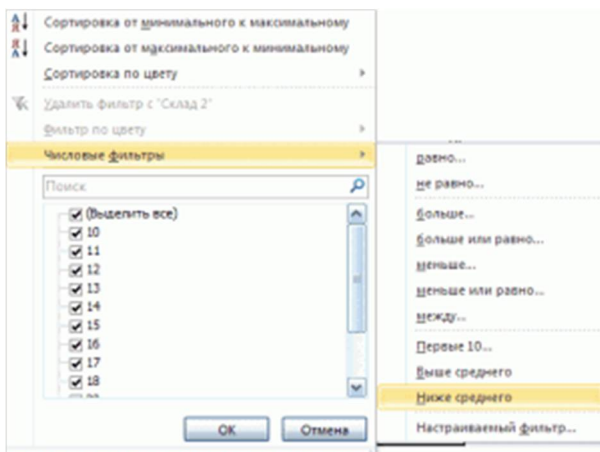 Сортировка от минимального к максимальному
Сортировка от максимального к минимальному
Сортировка по цвету
Удалить фильтр с "Склад 2"
Фильтр по цвету
Числовые фильтры
Поиск
(Выделить все)
10
11
12
13
14
15
16
17
18
ОК Отмена
равно...
не равно...
больше...
больше или равно...
меньше...
меньше или равно...
между...
Первые 10...
Выше среднего
Ниже среднего
Настраиваемый фильтр...